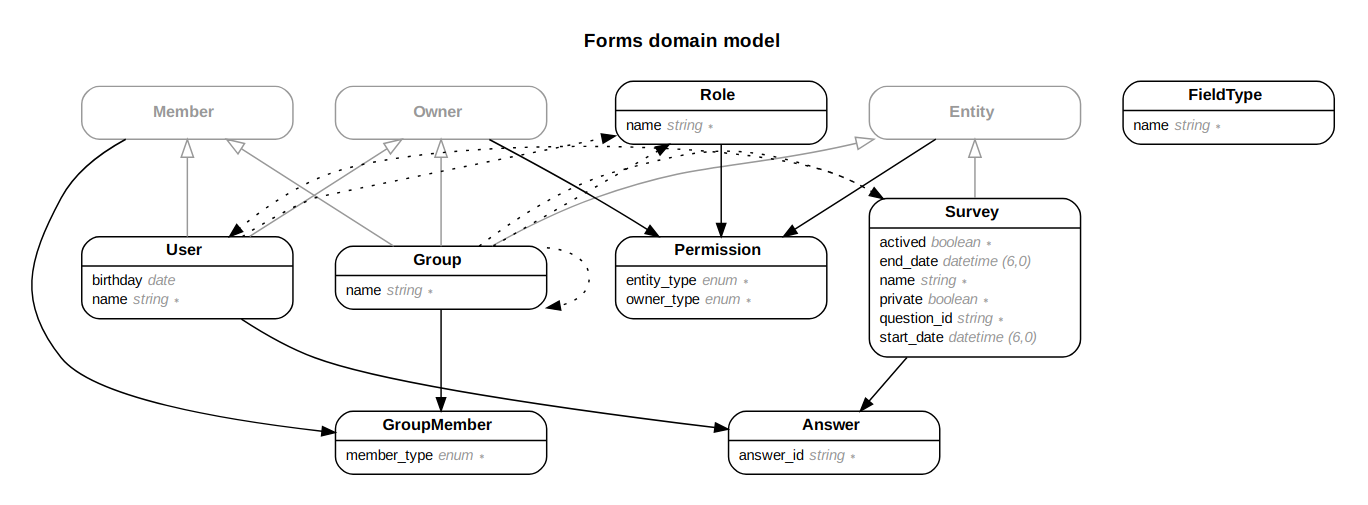 Forms domain model
Member
Owner
Role
name string *
Entity
FieldType
name string *
User
birthday date
name string *
Group
name string *
Permission
entity_type enum *
owner_type enum *
Survey
actived boolean *
end_date datetime (6,0)
name string *
private boolean *
question_id string *
start_date datetime (6,0)
GroupMember
member_type enum *
Answer
answer_id string *